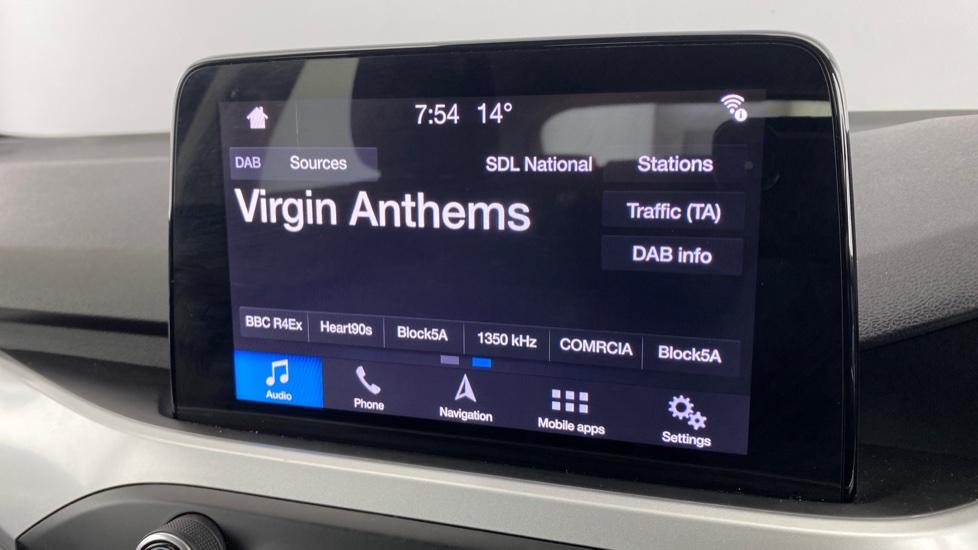 7:54 14°
DAB Sources SDL National Stations
Virgin Anthems
Traffic (TA)
DAB info
BBC R4Ex Heart90s Block5A 1350 kHz COMRCIA Block5A
Audio Phone Navigation Mobile apps Settings